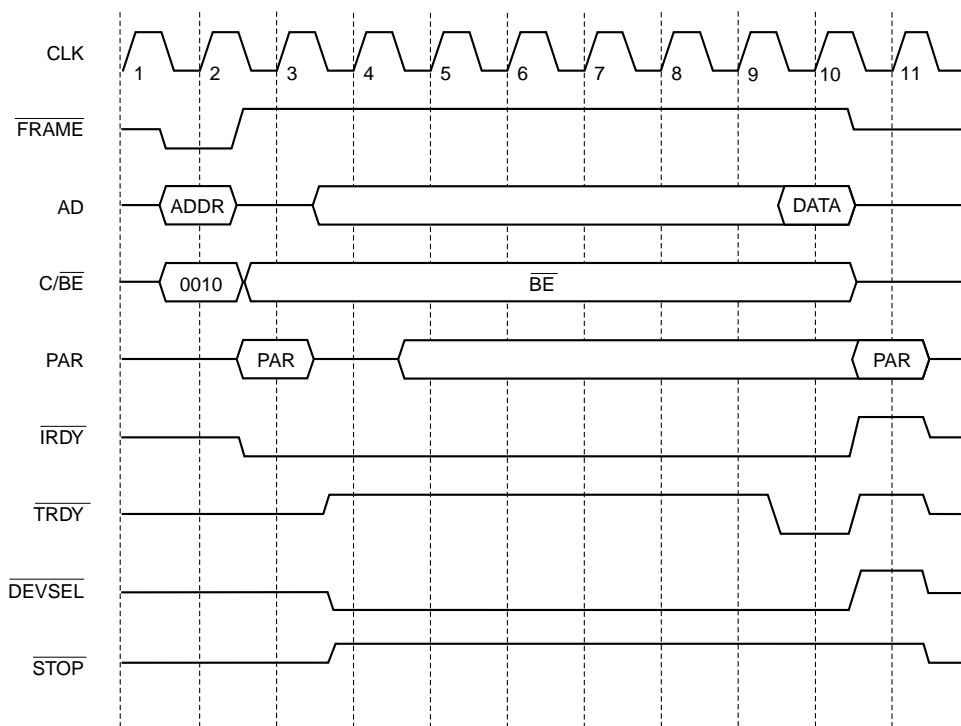 CLK
1 2 3 4 5 6 7 8 9 10 11
FRAME
AD
ADDR DATA
C/BE
0010 BE
PAR
PAR PAR
IRDY
TRDY
DEVSEL
STOP